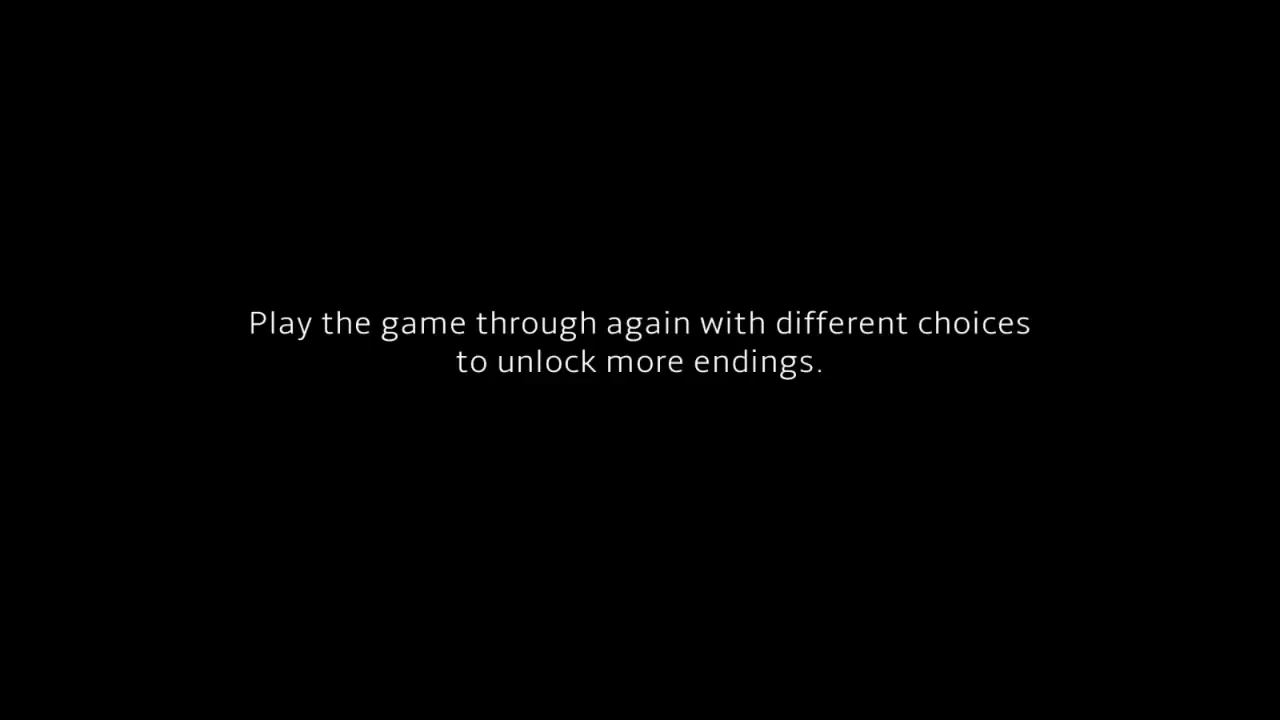 Play the game through again with different choices
to unlock more endings.